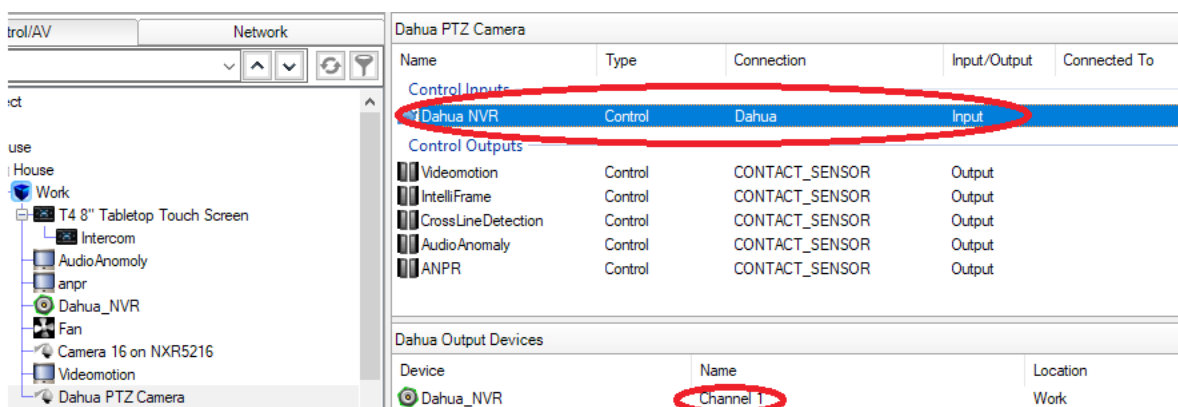 trol/AV
Network
ect
use
House
Work
T4 8" Tabletop Touch Screen
Intercom
AudioAnomoly
anpr
Dahua_NVR
Fan
Camera 16 on NXR5216
Videomotion
Dahua PTZ Camera
Dahua PTZ Camera
Name Type Connection Input/Output Connected To
Control Inputs
Dahua NVR Control Dahua Input
Control Outputs
Videomotion Control CONTACT_SENSOR Output
IntelliFrame Control CONTACT_SENSOR Output
CrossLineDetection Control CONTACT_SENSOR Output
AudioAnomaly Control CONTACT_SENSOR Output
ANPR Control CONTACT_SENSOR Output
Dahua Output Devices
Device Name Location
Dahua_NVR Channel 1 Work